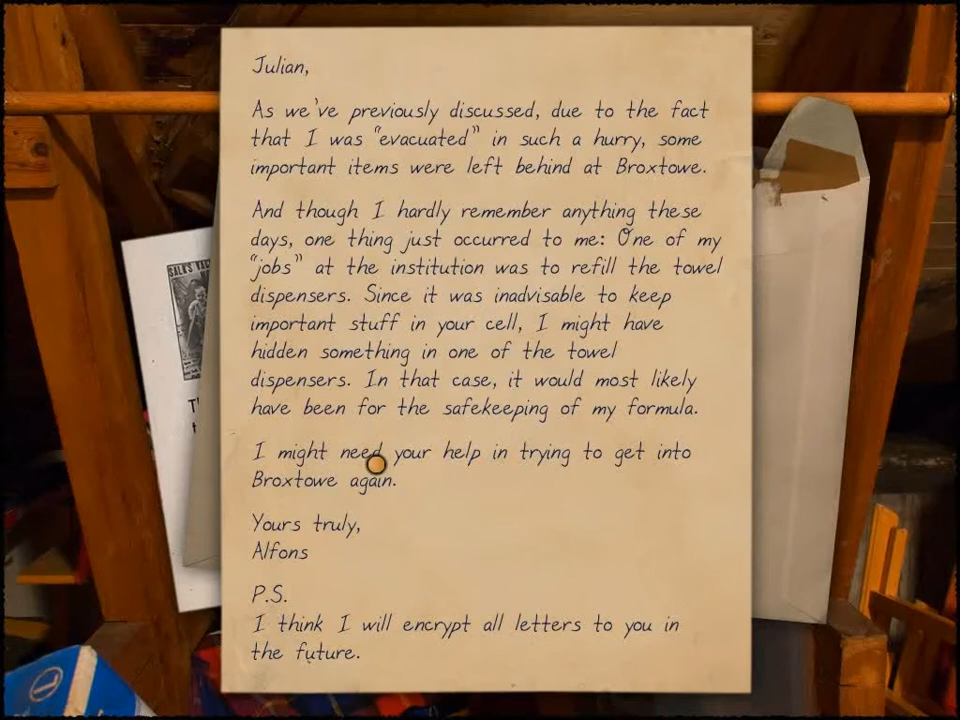 Julian,
As we've previously discussed, due to the fact
that I was "evacuated" in such a hurry, some
important items were left behind at Broxtowe.
And though I hardly remember anything these
days, one thing just occurred to me: One of my
"jobs" at the institution was to refill the towel
dispensers. Since it was inadvisable to keep
important stuff in your cell, I might have
hidden something in one of the towel
dispensers. In that case, it would most likely
have been for the safekeeping of my formula.
I might need your help in trying to get into
Broxtowe again.
Yours truly,
Alfons
P.S.
I think I will encrypt all letters to you in
the future.